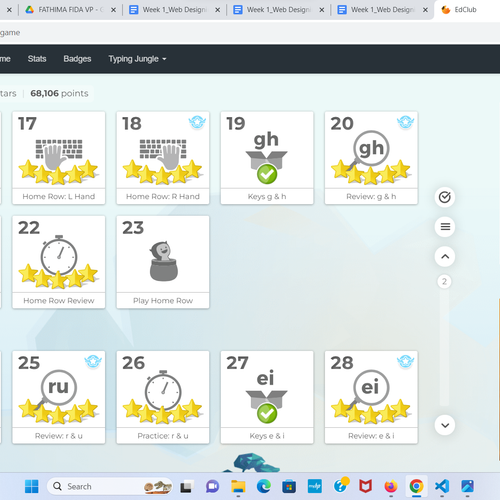 FATHIMA FIDA VP
Week 1_Web Design
Week 1_Web Design
Week 1_Web Design
EdClub
game
me Stats Badges Typing Jungle
tars 68,106 points
17 18 19 20
gh gh
Home Row: L Hand Home Row: R Hand Keys g & h Review: g & h
22 23
2
Home Row Review Play Home Row
25 26 27 28
ru ei ei
Review: r & u Practice: r & u Keys e & i Review: e & i
Search